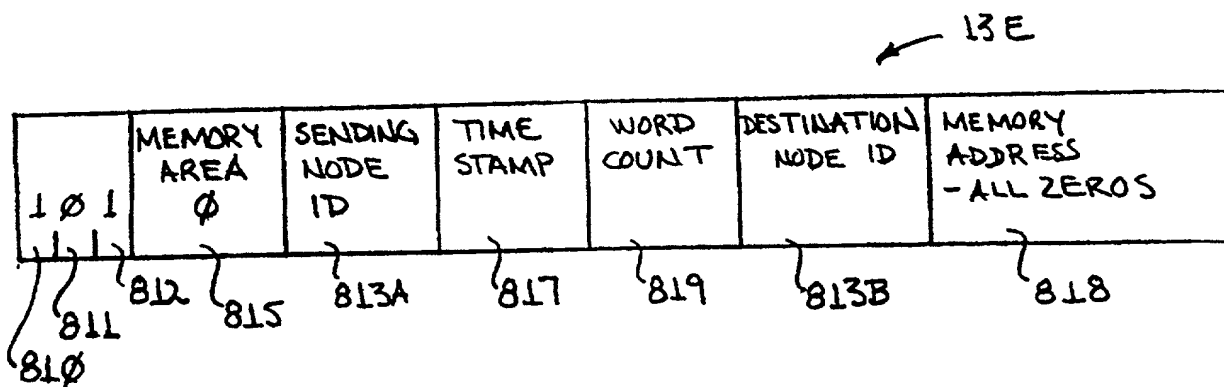 13E
MEMORY AREA Ø
SENDING NODE ID
TIME STAMP
WORD COUNT
DESTINATION NODE ID
MEMORY ADDRESS - ALL ZEROS
1 Ø 1
81Ø
811
812
815
813A
817
819
813B
818